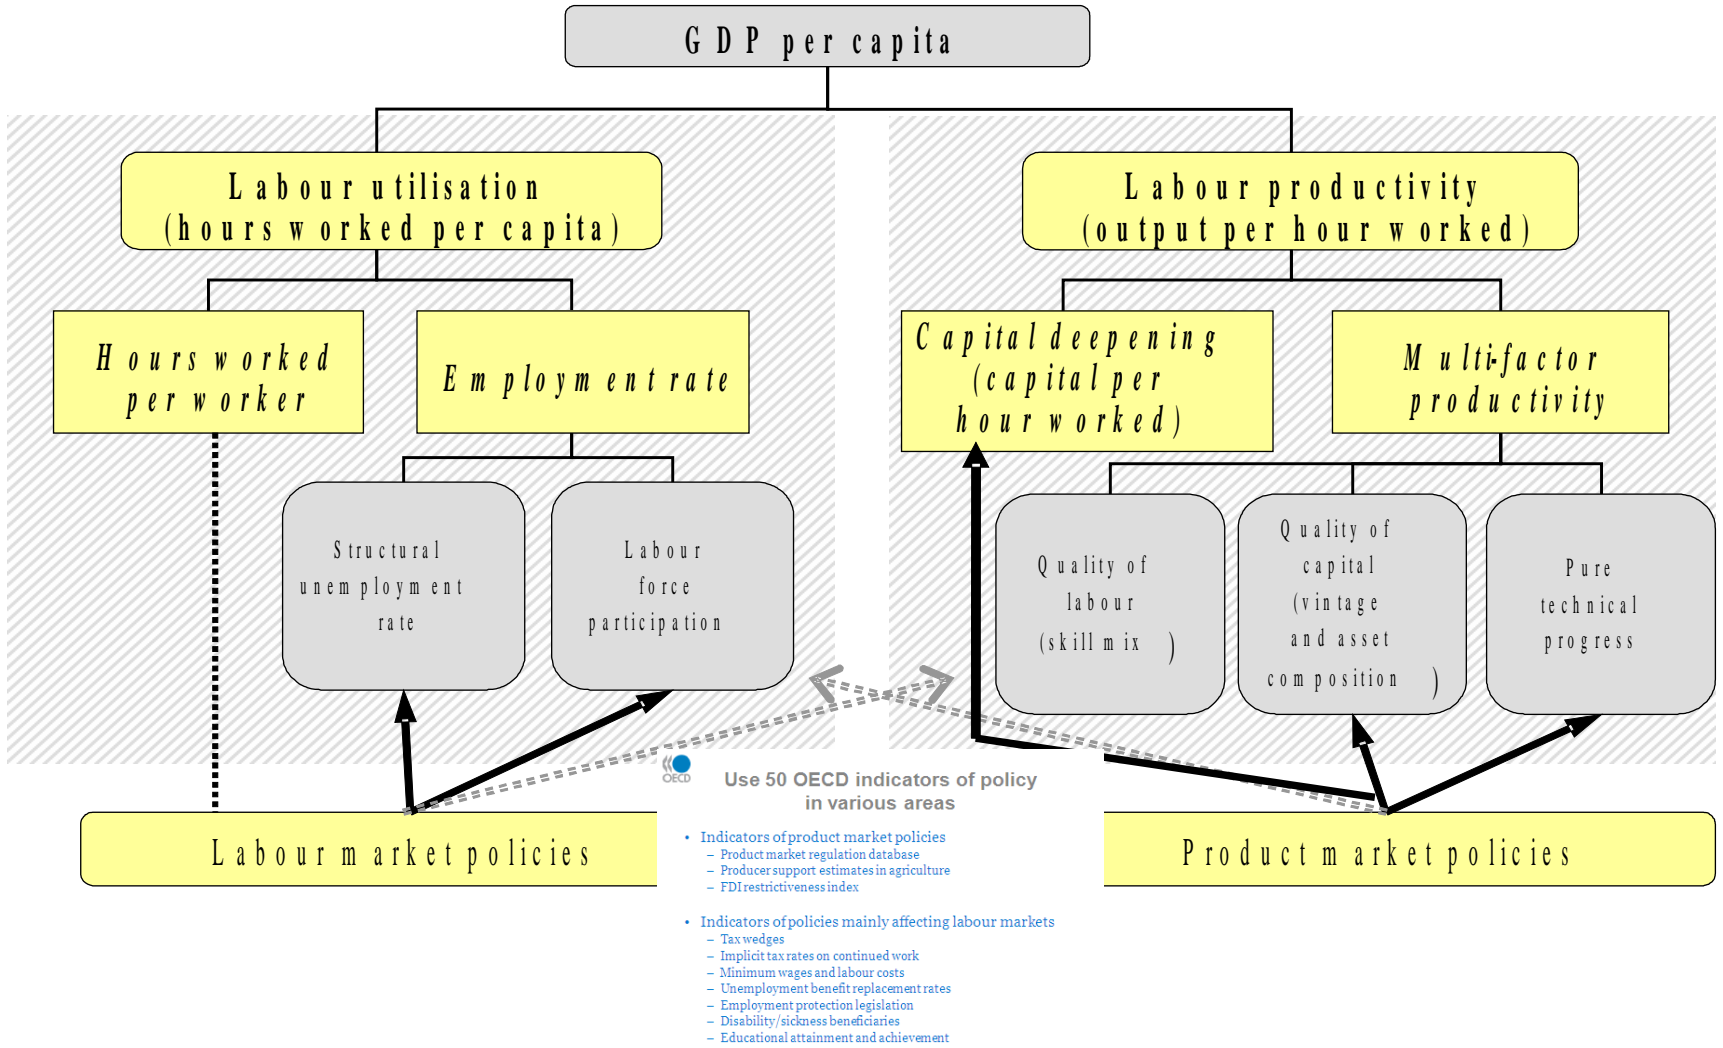 GDP per capita
Labour utilisation
(hours worked per capita)
Labour productivity
(output per hour worked)
Hours worked
per worker
Employment rate
Capital deepening
(capital per
hour worked)
Multi-factor
productivity
Structural
unemployment
rate
Labour
force
participation
Quality of
labour
(skill mix )
Quality of
capital
(vintage
and asset
composition )
Pure
technical
progress
Labour market policies
Product market policies
OECD
Use 50 OECD indicators of policy
in various areas
• Indicators of product market policies
– Product market regulation database
– Producer support estimates in agriculture
– FDI restrictiveness index
• Indicators of policies mainly affecting labour markets
– Tax wedges
– Implicit tax rates on continued work
– Minimum wages and labour costs
– Unemployment benefit replacement rates
– Employment protection legislation
– Disability/sickness beneficiaries
– Educational attainment and achievement